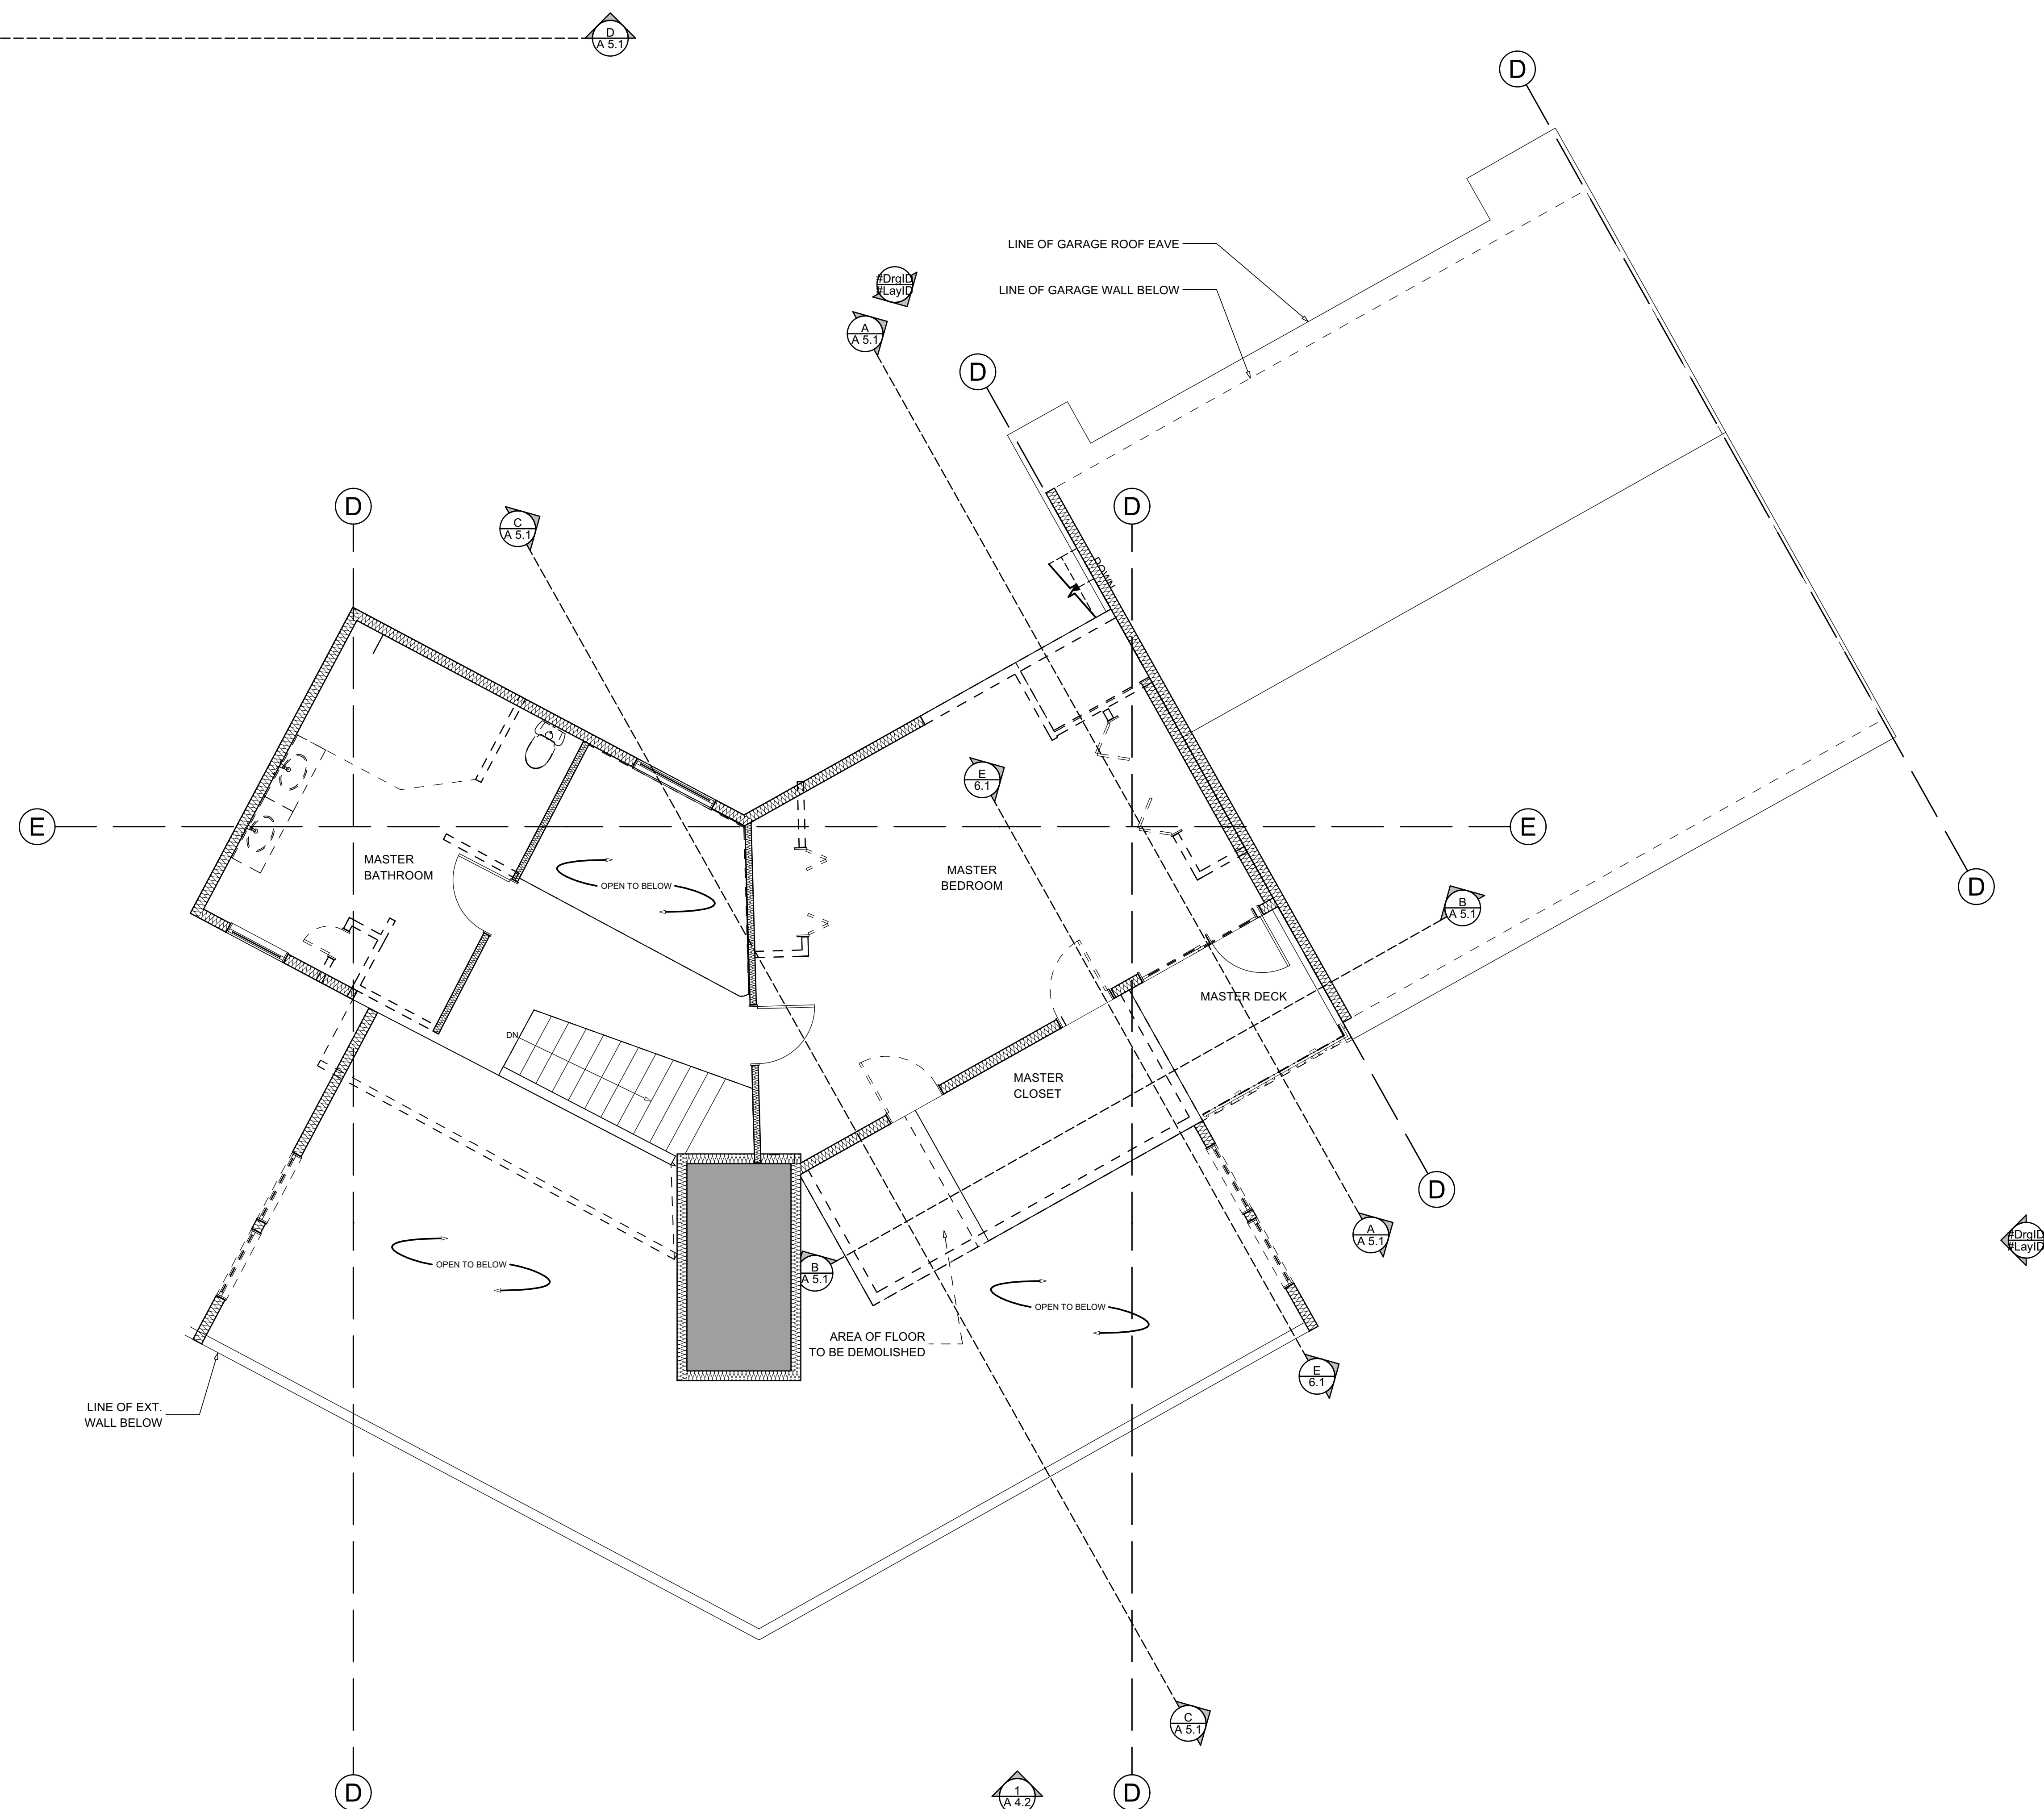 D
A 5.1
D
LINE OF GARAGE ROOF EAVE
#DrgID
#LayID
LINE OF GARAGE WALL BELOW
A
A 5.1
D
D
C
A 5.1
D
DOWN
E
6.1
E
E
MASTER
BATHROOM
OPEN TO BELOW
MASTER
BEDROOM
D
B
A 5.1
MASTER DECK
DN
MASTER
CLOSET
D
A
A 5.1
#DrgID
#LayID
OPEN TO BELOW
B
A 5.1
OPEN TO BELOW
AREA OF FLOOR
TO BE DEMOLISHED
E
6.1
LINE OF EXT.
WALL BELOW
C
A 5.1
D
1
A 4.2
D